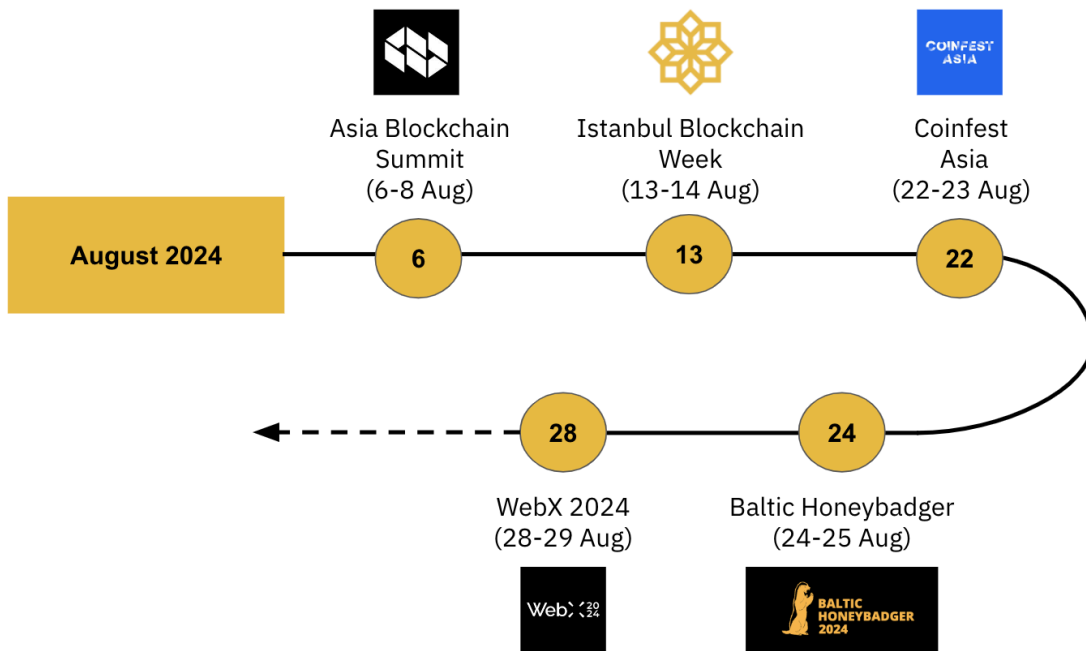 COINFEST
ASIA
Asia Blockchain
Summit
(6-8 Aug)
Istanbul Blockchain
Week
(13-14 Aug)
Coinfest
Asia
(22-23 Aug)
August 2024
6
13
22
28
24
WebX 2024
(28-29 Aug)
Baltic Honeybadger
(24-25 Aug)
WebX 20
24
BALTIC
HONEYBADGER
2024